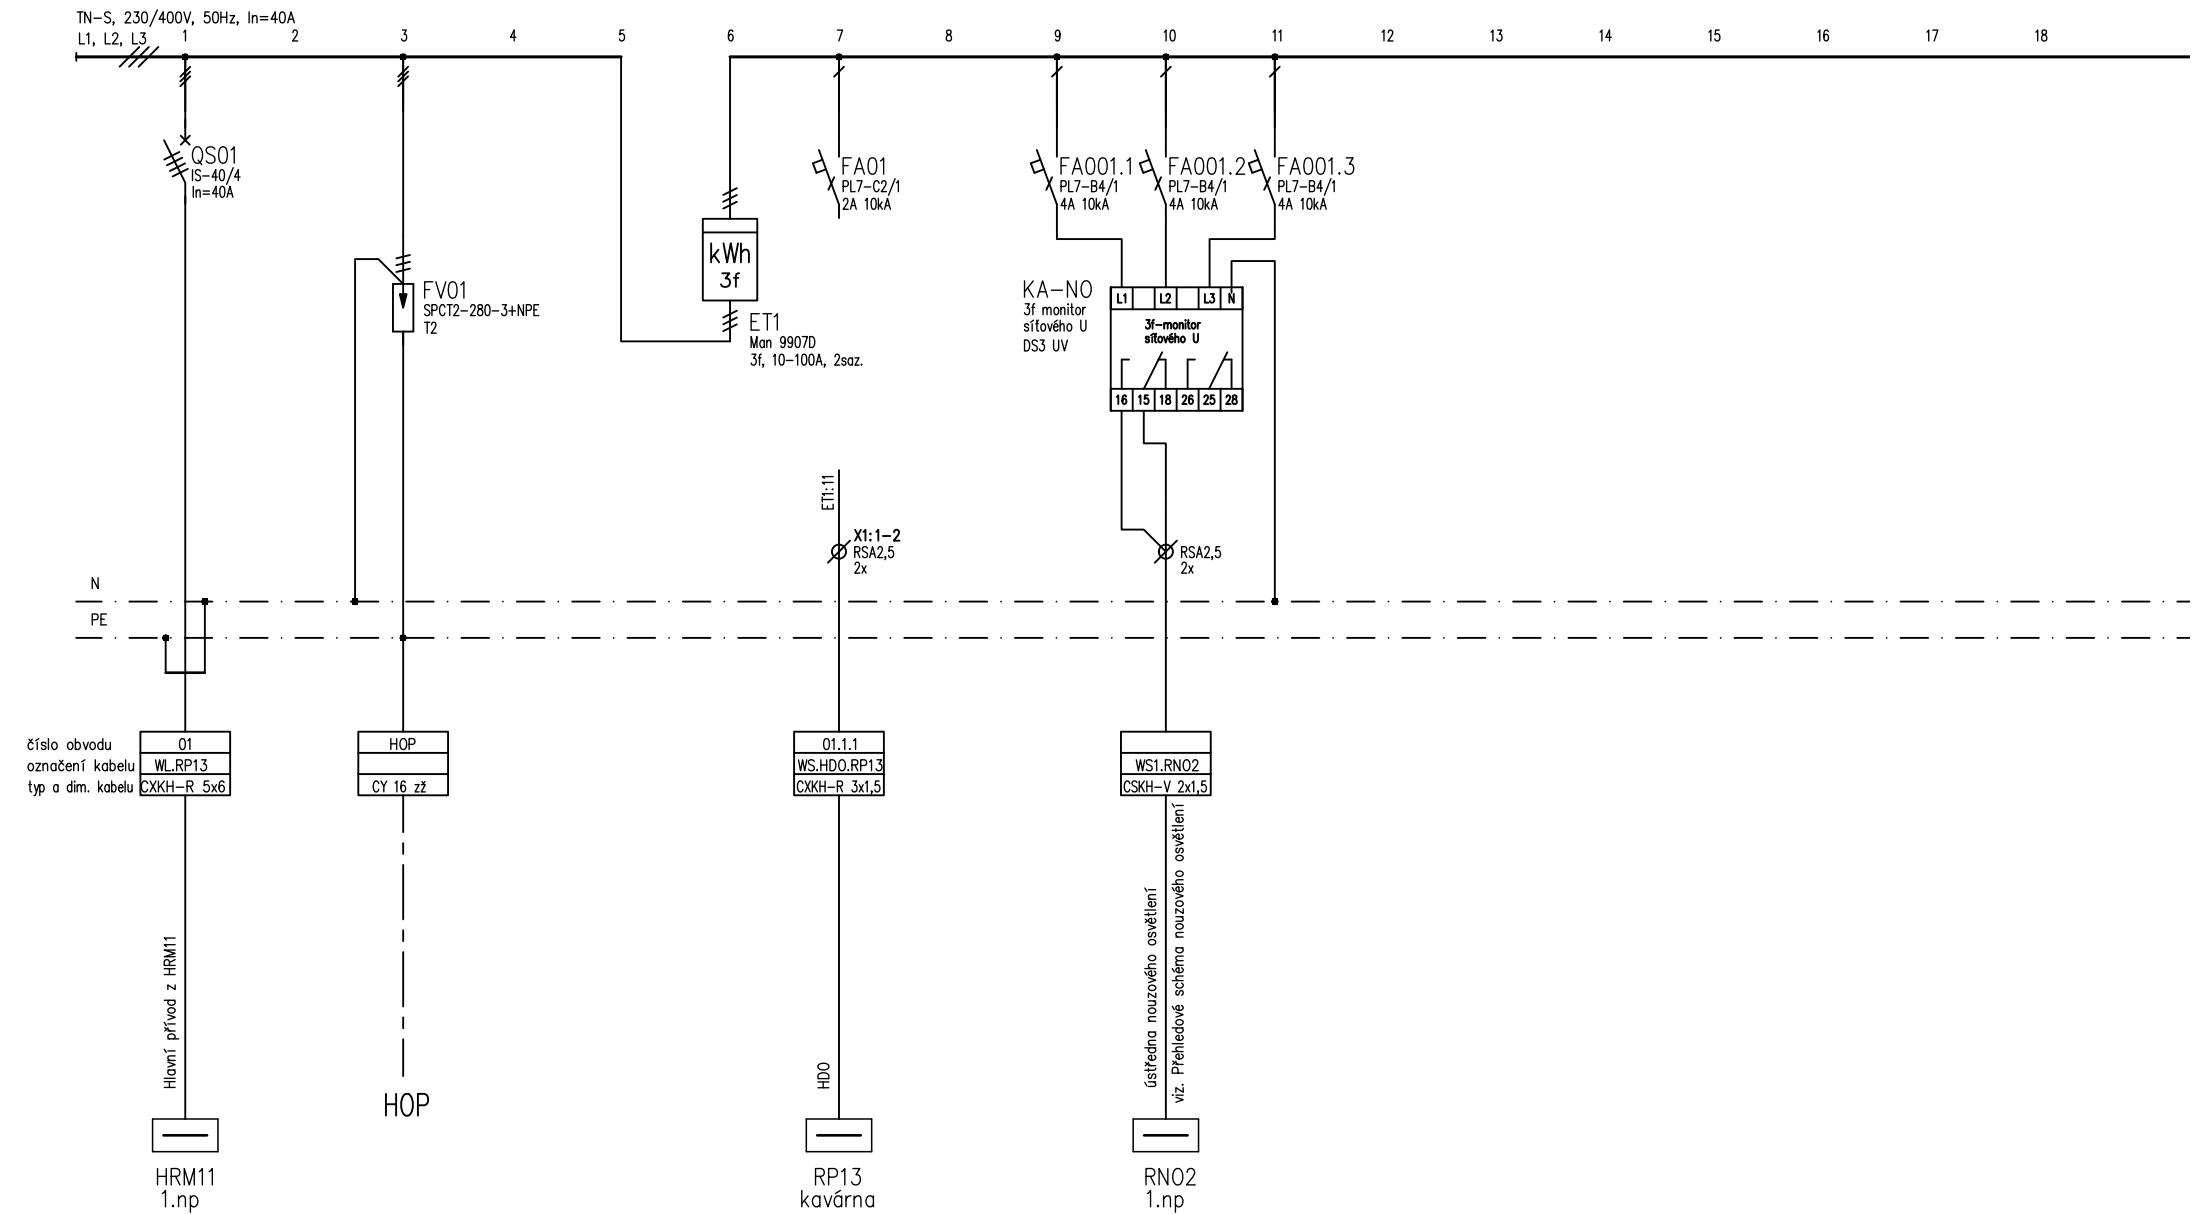 TN-S, 230/400V, 50Hz, In=40A
L1, L2, L3
1 2 3 4 5 6 7 8 9 10 11 12 13 14 15 16 17 18
QS01
IS-40/4
In=40A
FV01
SPCT2-280-3+NPE
T2
kWh
3f
ET1
Man 9907D
3f, 10-100A, 2saz.
FA01
PL7-C2/1
2A 10kA
FA001.1
PL7-B4/1
4A 10kA
FA001.2
PL7-B4/1
4A 10kA
FA001.3
PL7-B4/1
4A 10kA
KA-NO
3f monitor
síťového U
DS3 UV
L1 L2 L3 N
3f-monitor
síťového U
16 15 18 26 25 28
ET1:11
X1:1-2
RSA2,5
2x
RSA2,5
2x
N
PE
číslo obvodu
označení kabelu
typ a dim. kabelu
01
WL.RP13
CXKH-R 5x6
HOP
CY 16 zž
01.1.1
WS.HDO.RP13
CXKH-R 3x1,5
WS1.RNO2
CSKH-V 2x1,5
Hlavní přívod z HRM11
HOP
HDO
ústředna nouzového osvětlení
viz. Přehledové schéma nouzového osvětlení
HRM11
1.np
RP13
kavárna
RNO2
1.np